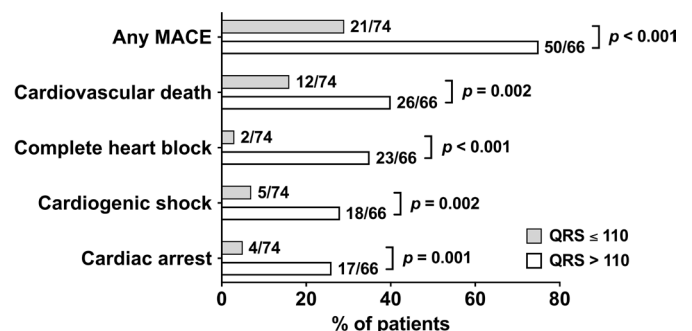 Any MACE
21/74
50/66
p < 0.001
Cardiovascular death
12/74
26/66
p = 0.002
Complete heart block
2/74
23/66
p < 0.001
Cardiogenic shock
5/74
18/66
p = 0.002
Cardiac arrest
4/74
17/66
p = 0.001
QRS ≤ 110
QRS > 110
0 20 40 60 80
% of patients